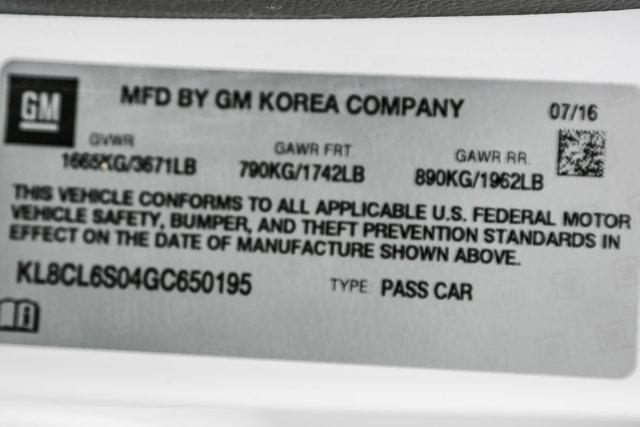 GM
MFD BY GM KOREA COMPANY 07/16
GVWR GAWR FRT GAWR RR.
1665KG/3671LB 790KG/1742LB 890KG/1962LB
THIS VEHICLE CONFORMS TO ALL APPLICABLE U.S. FEDERAL MOTOR
VEHICLE SAFETY, BUMPER, AND THEFT PREVENTION STANDARDS IN
EFFECT ON THE DATE OF MANUFACTURE SHOWN ABOVE.
KL8CL6S04GC650195 TYPE: PASS CAR